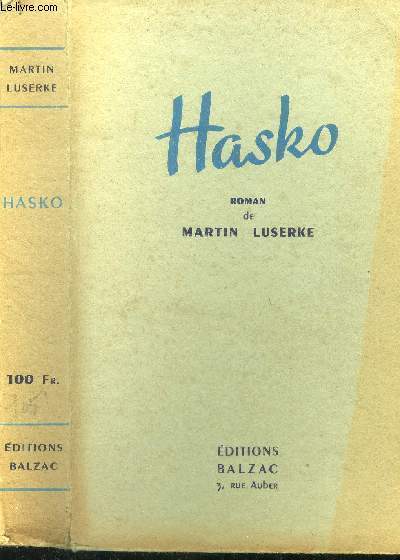 MARTIN
LUSERKE
HASKO
100 Fr.
ÉDITIONS
BALZAC
Hasko
ROMAN
de
MARTIN LUSERKE
ÉDITIONS
BALZAC
7, RUE AUBER
© Le-livre.com